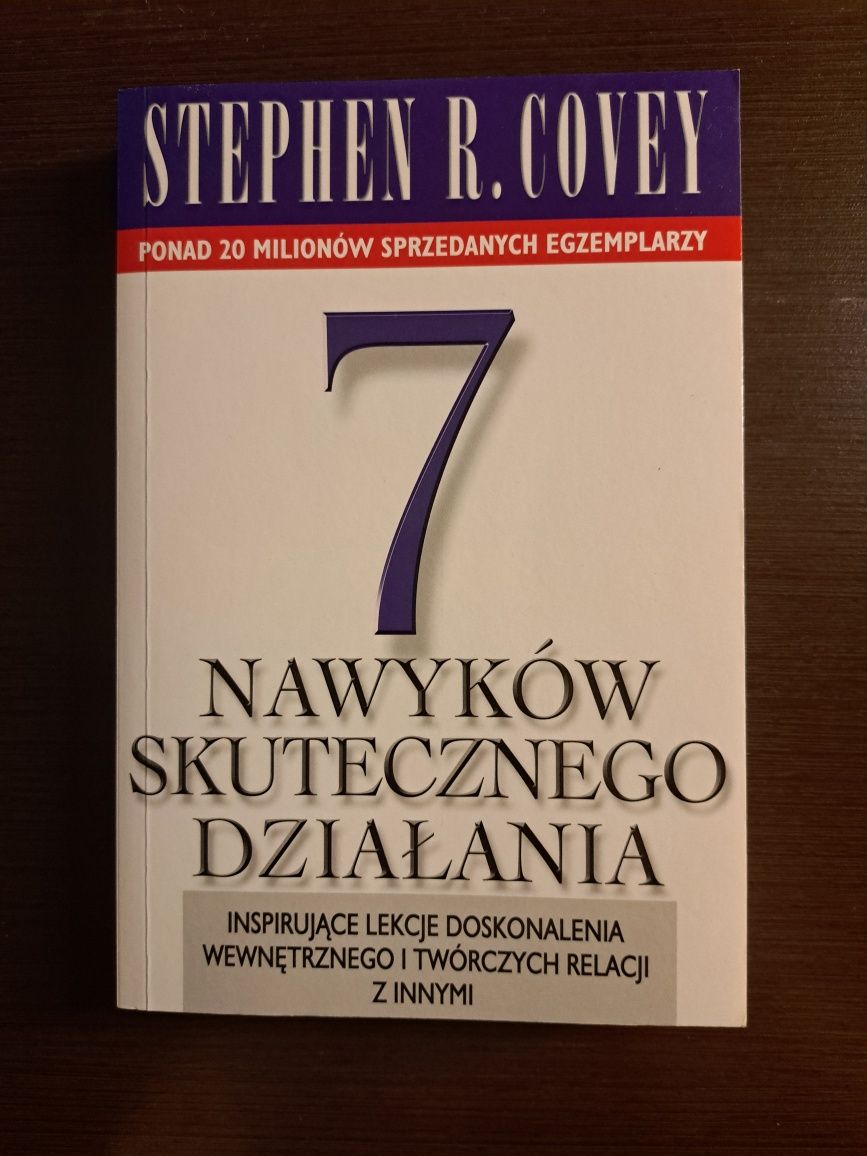 STEPHEN R. COVEY
PONAD 20 MILIONÓW SPRZEDANYCH EGZEMPLARZY
7
NAWYKÓW
SKUTECZNEGO
DZIAŁANIA
INSPIRUJĄCE LEKCJE DOSKONALENIA
WEWNĘTRZNEGO I TWÓRCZYCH RELACJI
Z INNYMI